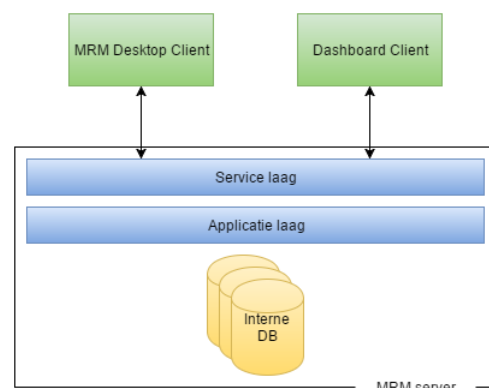 MRM Desktop Client
Dashboard Client
Service laag
Applicatie laag
Interne
DB
MRM server